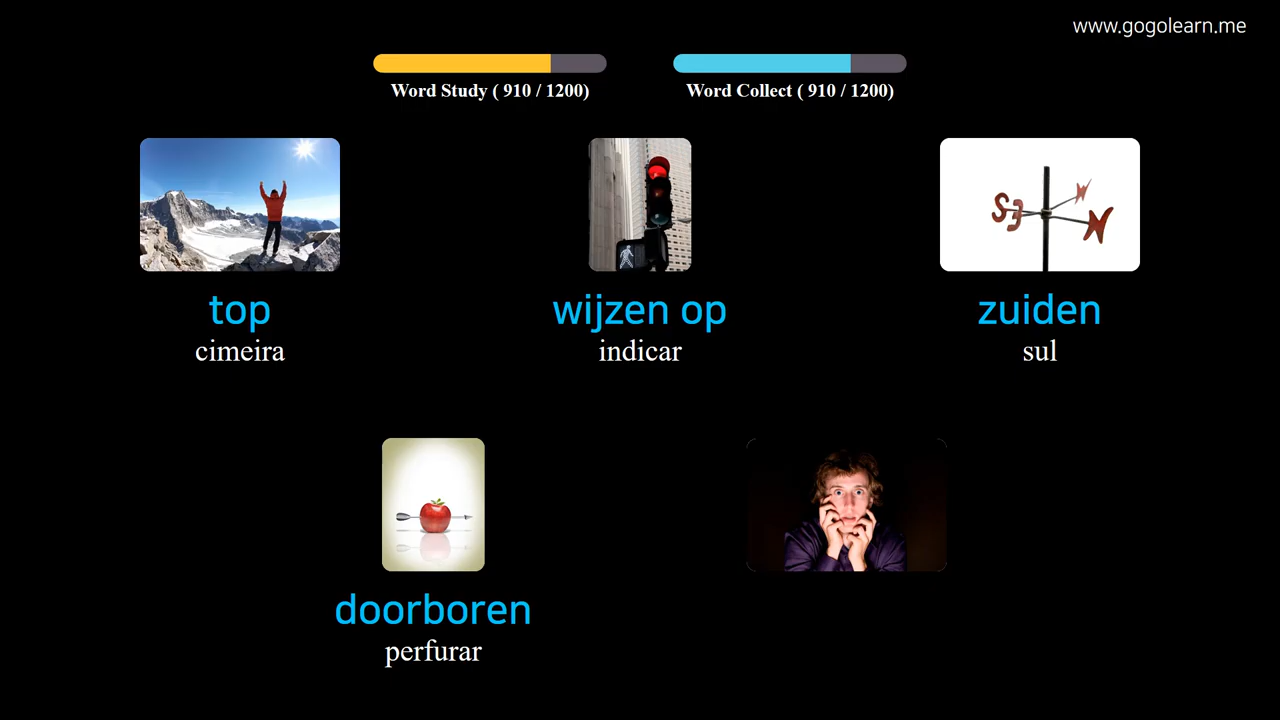 www.gogolearn.me
Word Study ( 910 / 1200)
Word Collect ( 910 / 1200)
top
cimeira
wijzen op
indicar
zuiden
sul
doorboren
perfurar